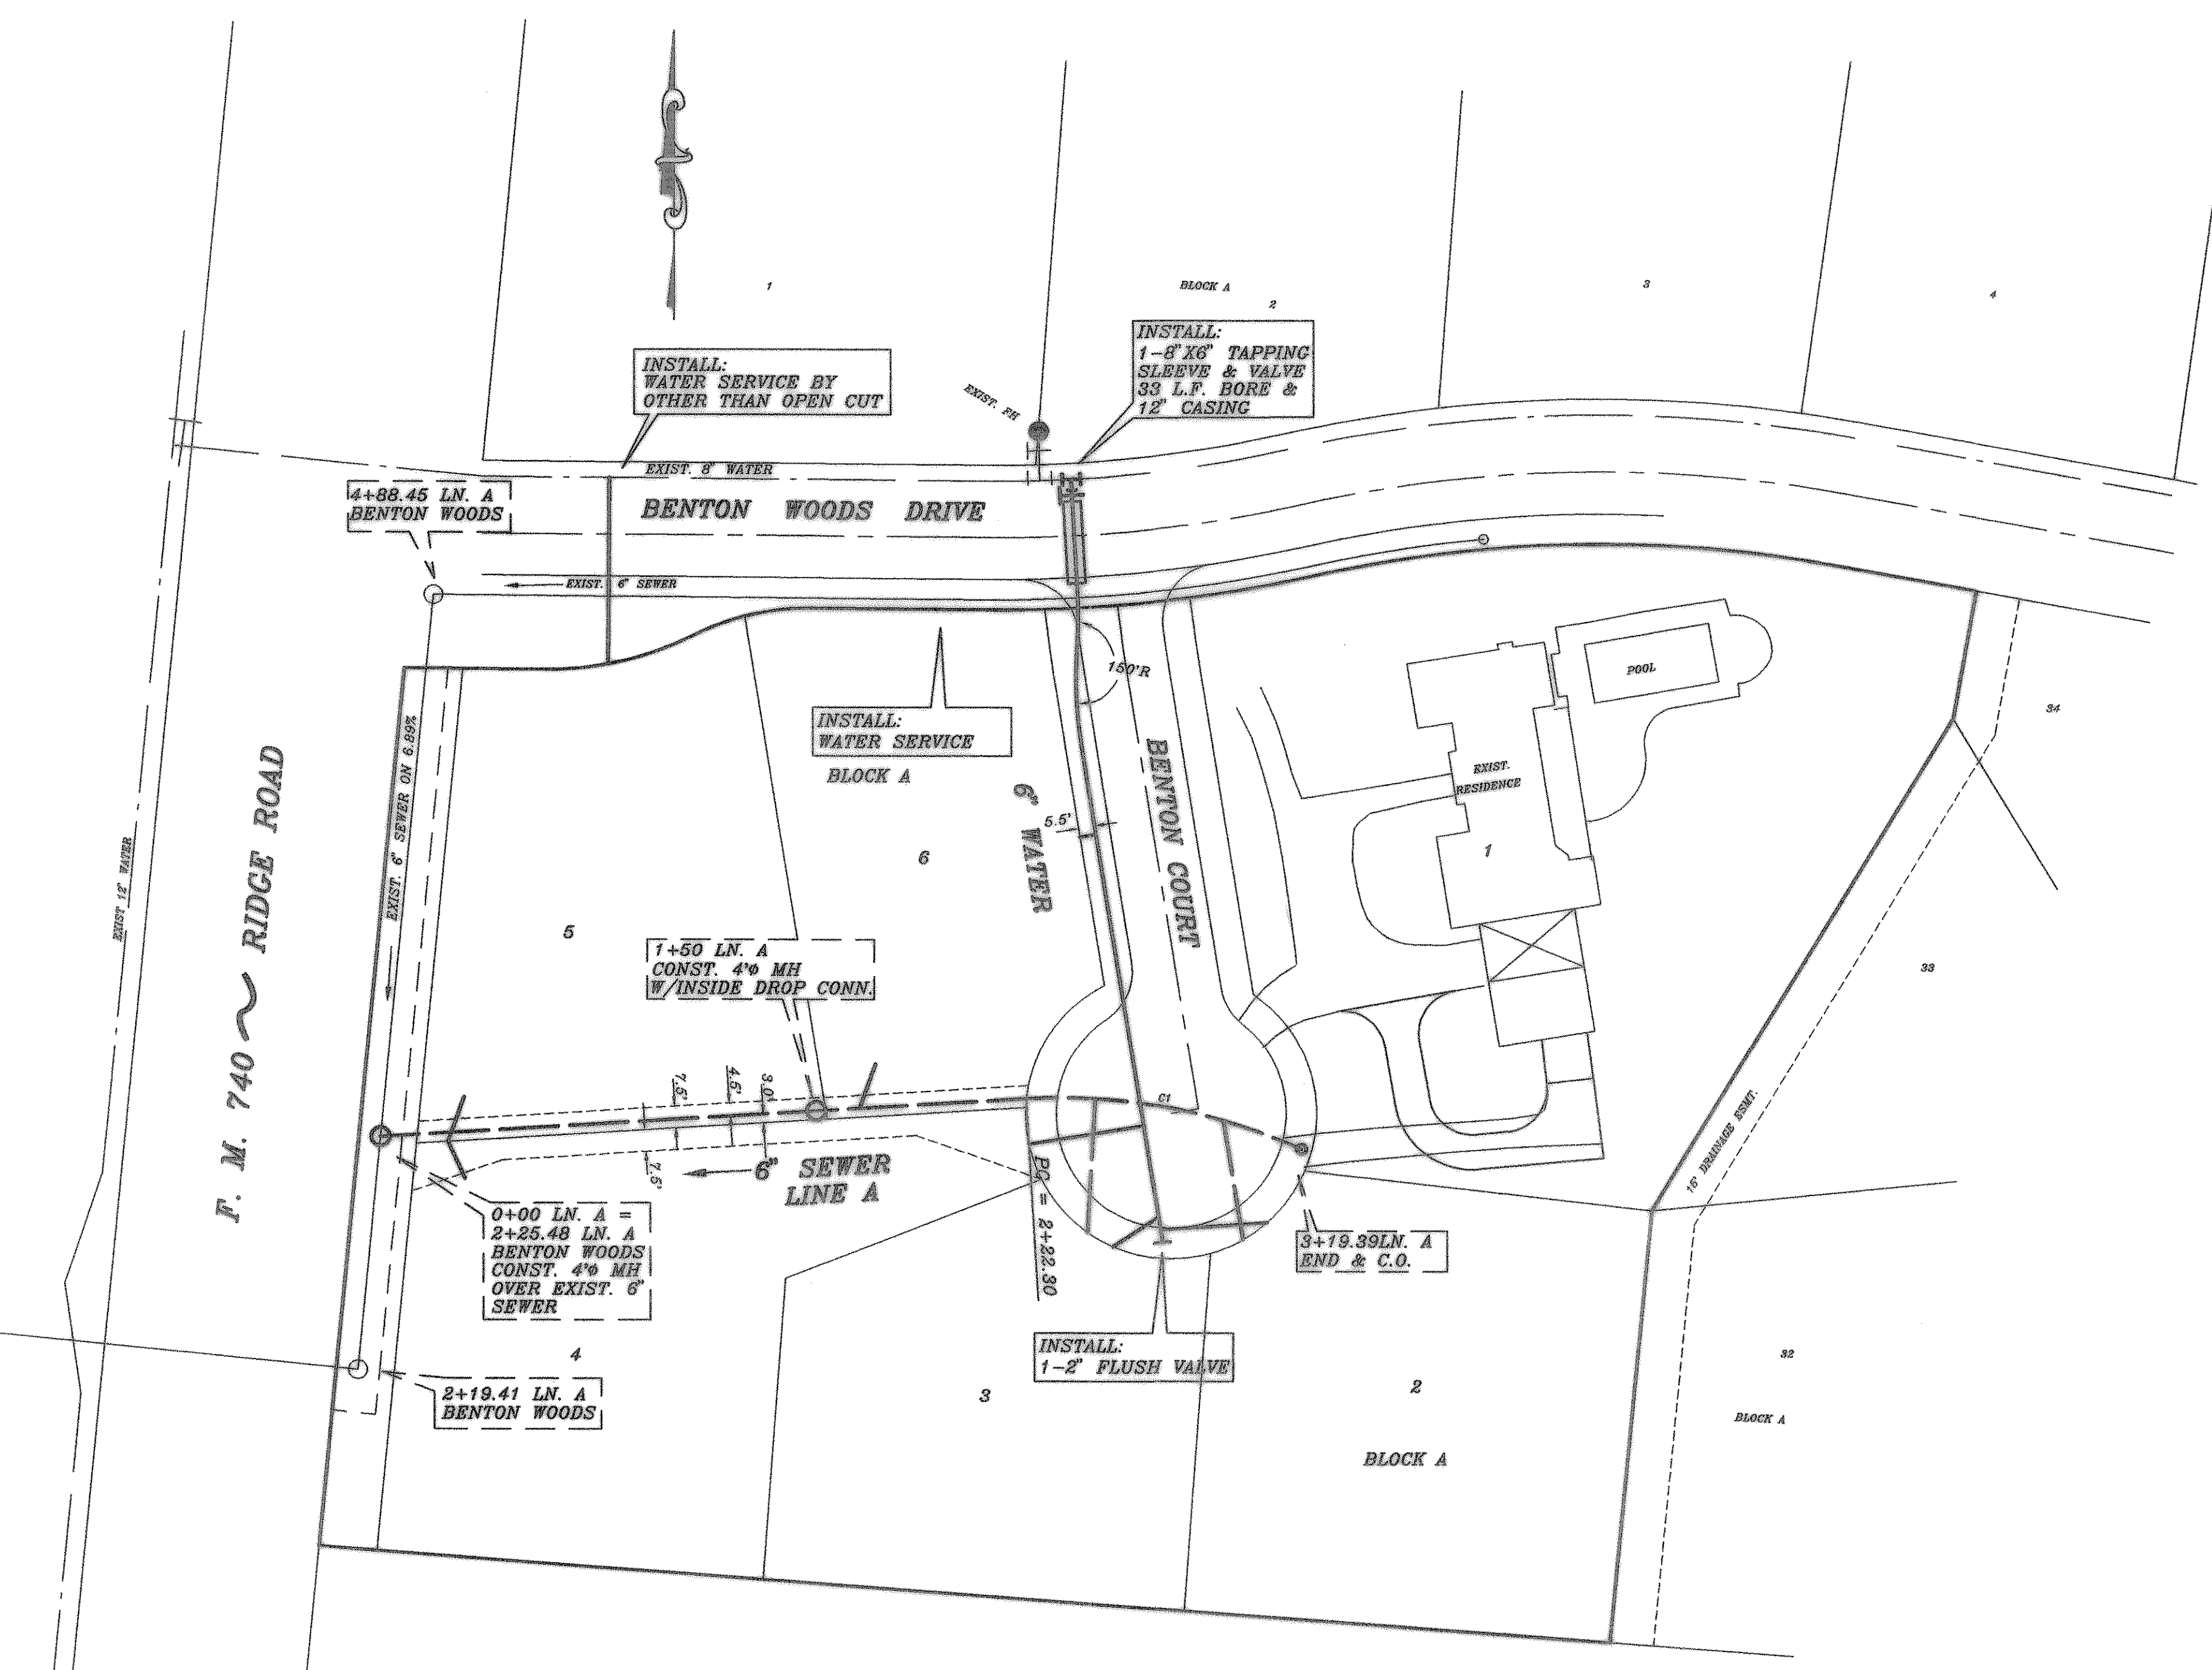 1
BLOCK A
2
3
4
INSTALL:
1-8"X6" TAPPING
SLEEVE & VALVE
33 L.F. BORE &
12" CASING
INSTALL:
WATER SERVICE BY
OTHER THAN OPEN CUT
EXIST. FH
EXIST. 8" WATER
4+88.45 LN. A
BENTON WOODS
BENTON WOODS DRIVE
EXIST. 6" SEWER
150'R
POOL
34
INSTALL:
WATER SERVICE
BLOCK A
EXIST. 6" SEWER ON 6.89%
F. M. 740 ~ RIDGE ROAD
EXIST 12" WATER
6" WATER
5.5'
BENTON COURT
EXIST.
RESIDENCE
1
6
5
33
1+50 LN. A
CONST. 4'φ MH
W/INSIDE DROP CONN.
7.5'
4.5'
3.0'
C1
15' DRAINAGE ESMT.
7.5'
6" SEWER
LINE A
PC = 2+22.30
0+00 LN. A =
2+25.48 LN. A
BENTON WOODS
CONST. 4'φ MH
OVER EXIST. 6"
SEWER
3+19.39LN. A
END & C.O.
INSTALL:
1-2" FLUSH VALVE
4
2+19.41 LN. A
BENTON WOODS
3
2
32
BLOCK A
BLOCK A